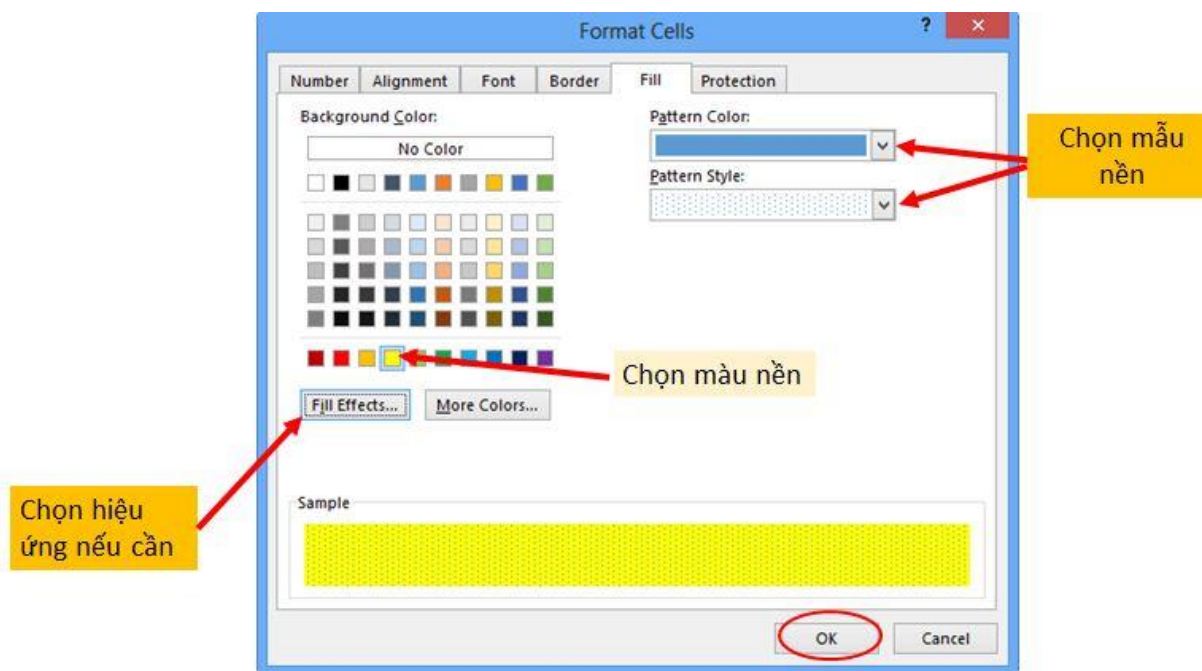 Format Cells
?
Number Alignment Font Border Fill Protection
Background Color:
No Color
Pattern Color:
Pattern Style:
Chọn mẫu
nền
Chọn màu nền
Fill Effects... More Colors...
Chọn hiệu
ứng nếu cần
Sample
OK Cancel